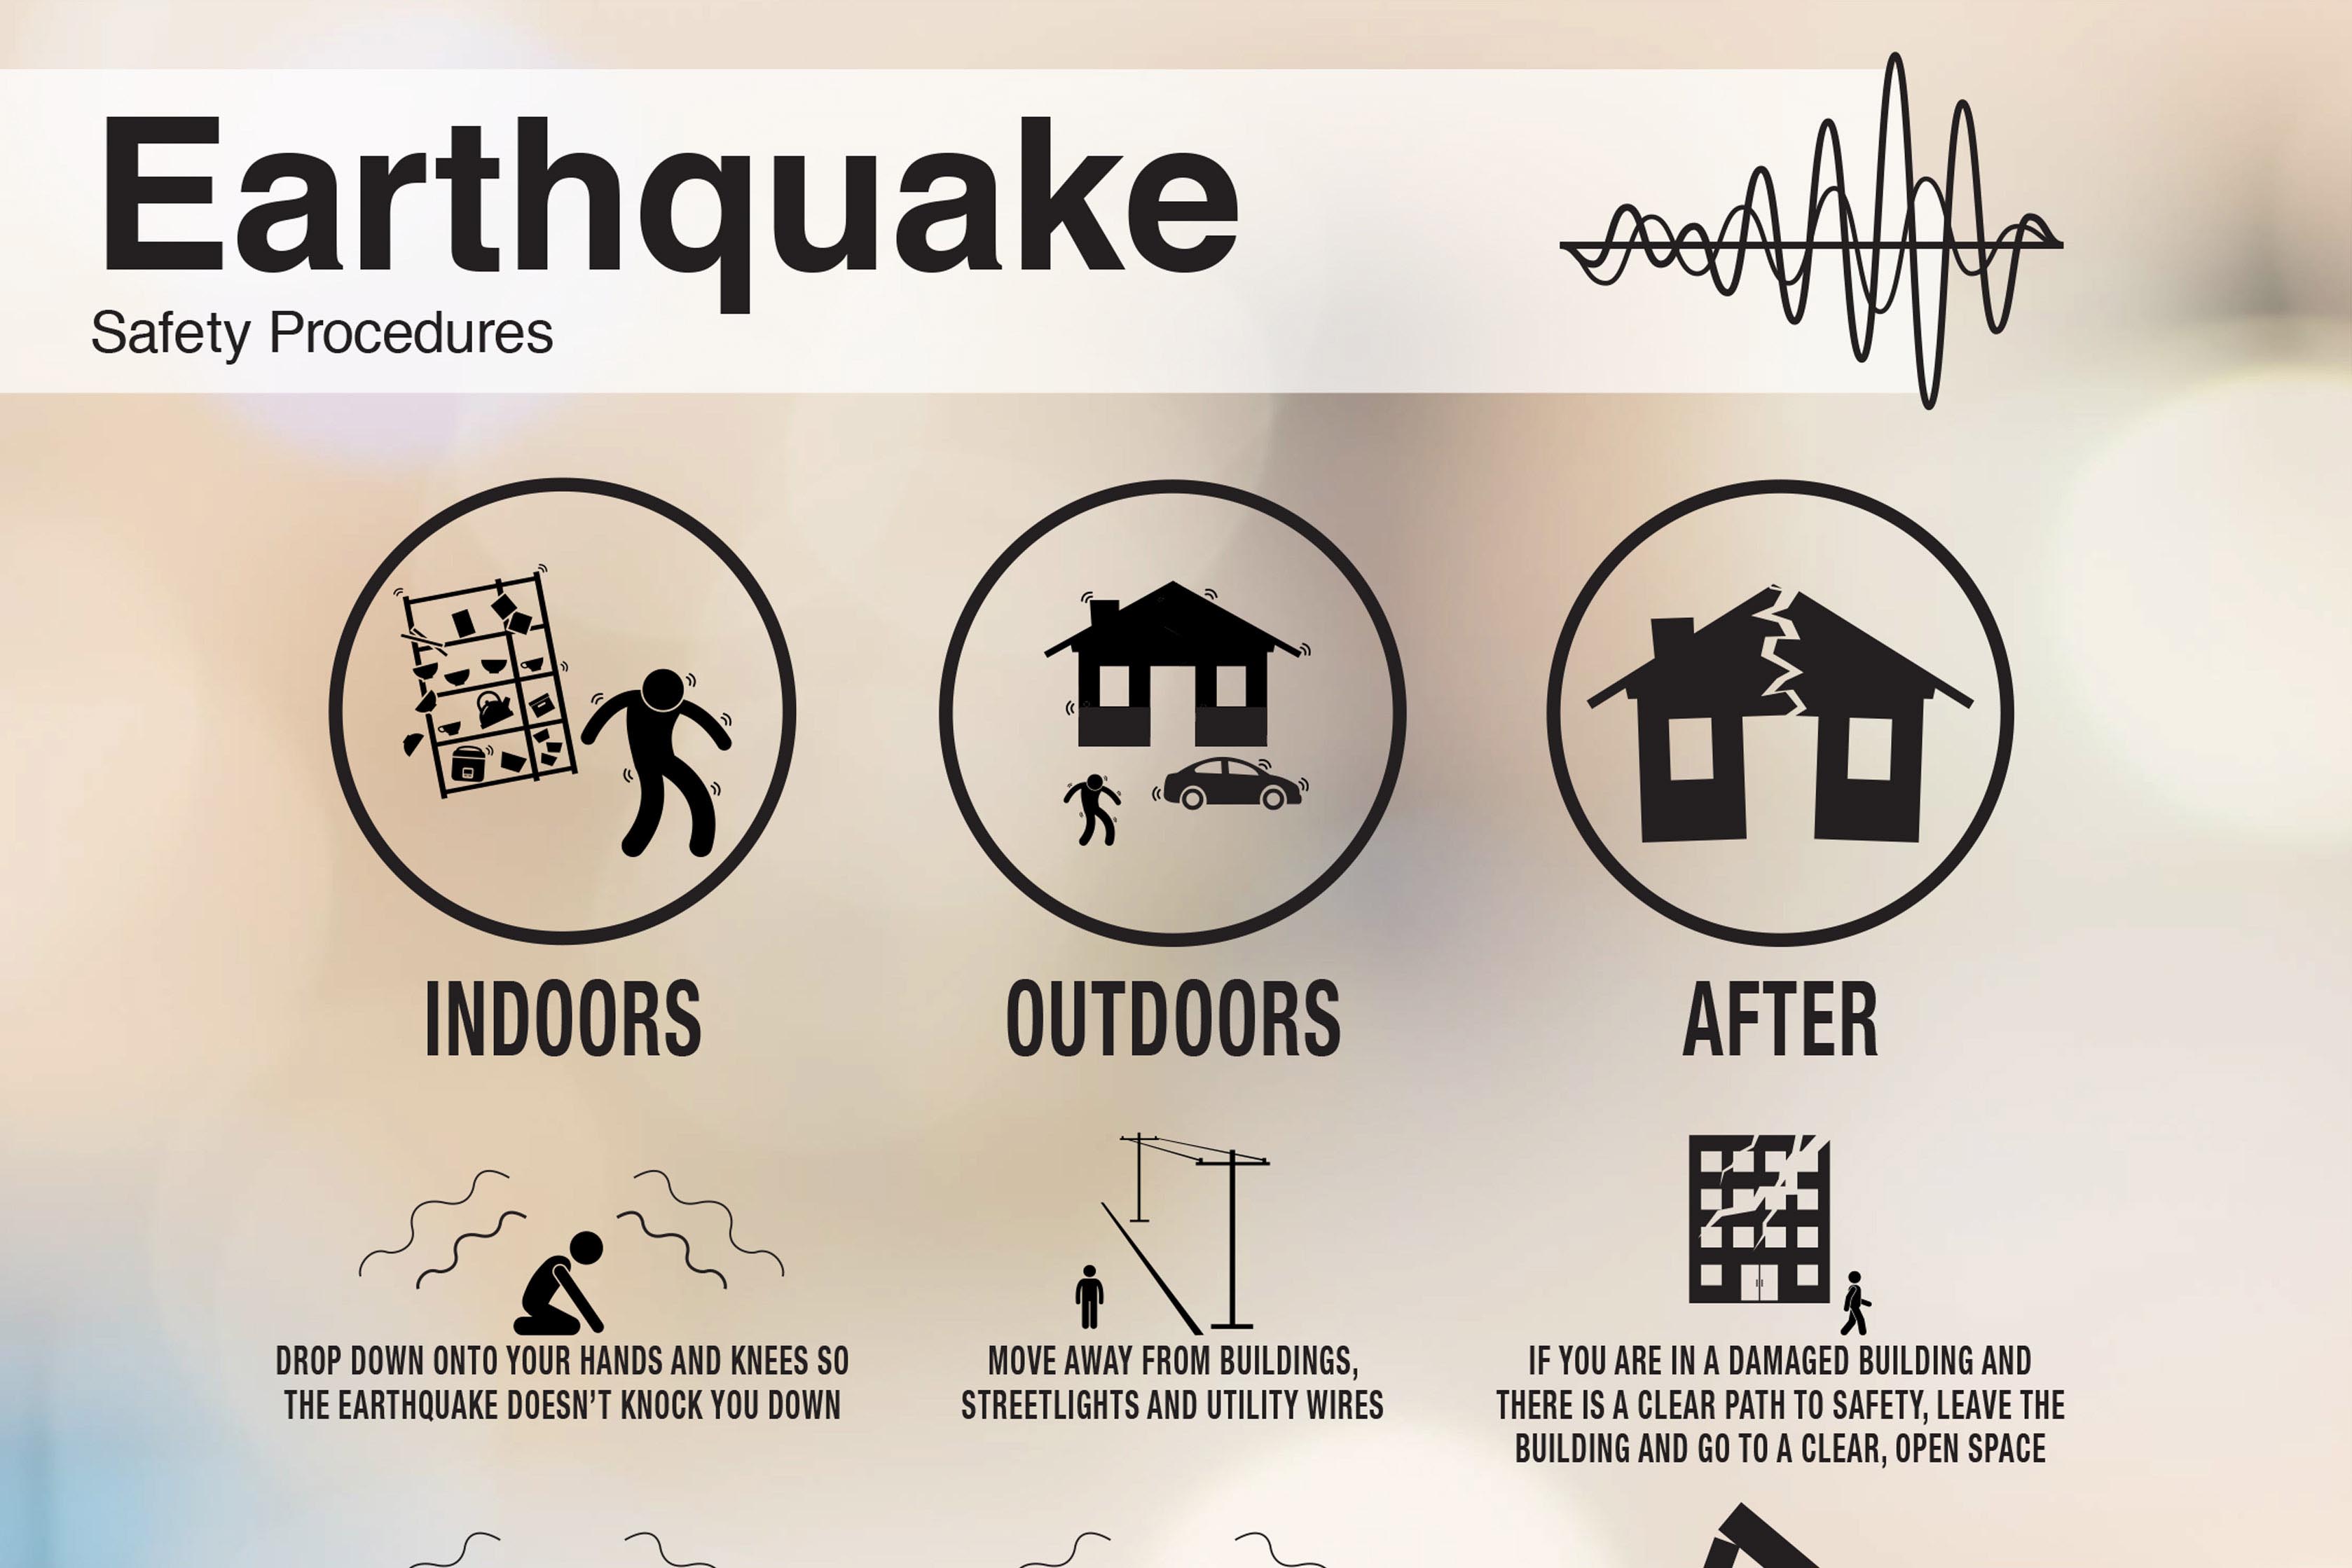 Earthquake
Safety Procedures
INDOORS
OUTDOORS
AFTER
DROP DOWN ONTO YOUR HANDS AND KNEES SO
THE EARTHQUAKE DOESN'T KNOCK YOU DOWN
MOVE AWAY FROM BUILDINGS,
STREETLIGHTS AND UTILITY WIRES
IF YOU ARE IN A DAMAGED BUILDING AND
THERE IS A CLEAR PATH TO SAFETY, LEAVE THE
BUILDING AND GO TO A CLEAR, OPEN SPACE